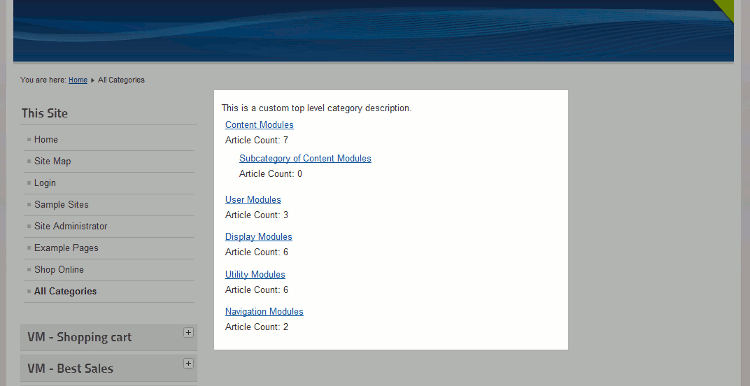 You are here: Home All Categories
This Site
Home
Site Map
Login
Sample Sites
Site Administrator
Example Pages
Shop Online
All Categories
VM - Shopping cart
VM - Best Sales
This is a custom top level category description.
Content Modules
Article Count: 7
Subcategory of Content Modules
Article Count: 0
User Modules
Article Count: 3
Display Modules
Article Count: 6
Utility Modules
Article Count: 6
Navigation Modules
Article Count: 2